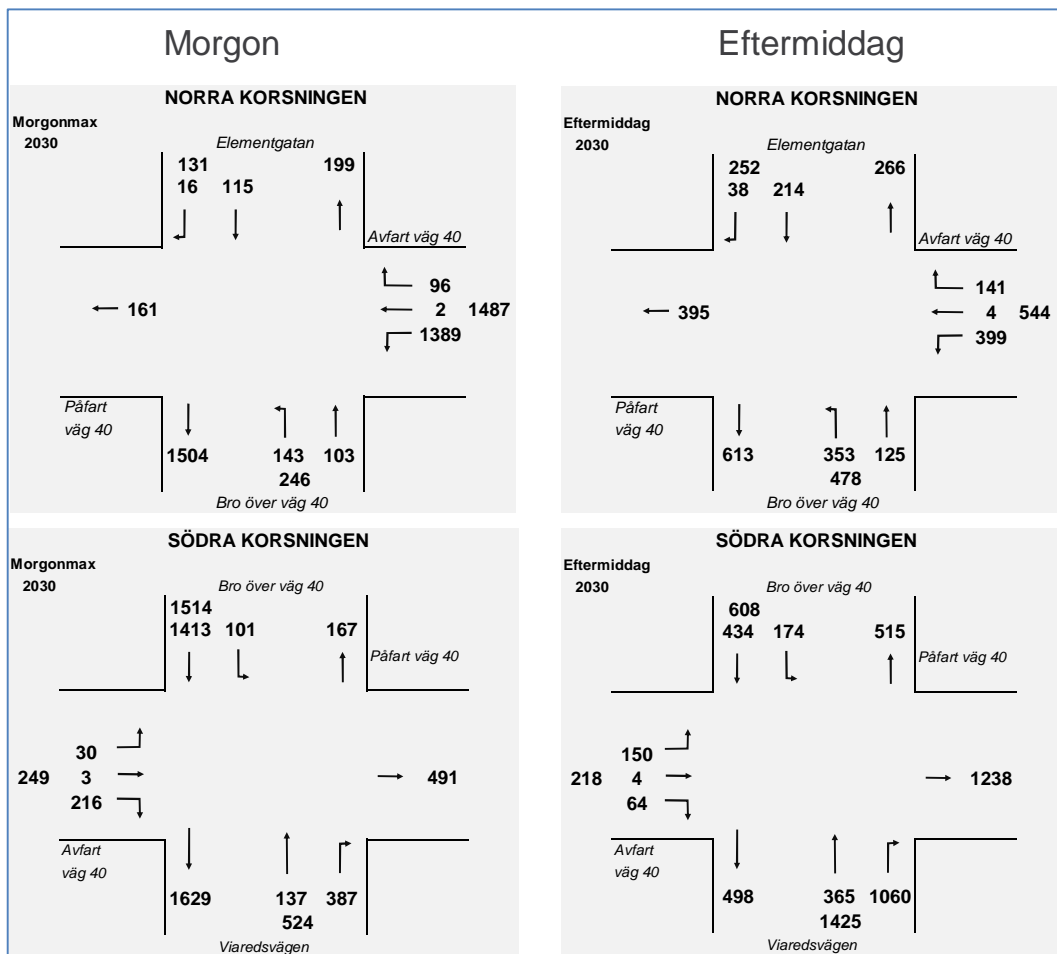 Morgon
Eftermiddag
NORRA KORSNINGEN
Morgonmax
2030
Elementgatan
131
16 115
199
Avfart väg 40
96
161
2 1487
1389
Påfart
väg 40
1504
143 103
246
Bro över väg 40
NORRA KORSNINGEN
Eftermiddag
2030
Elementgatan
252
38 214
266
Avfart väg 40
141
395
4 544
399
Påfart
väg 40
613
353 125
478
Bro över väg 40
SÖDRA KORSNINGEN
Morgonmax
2030
Bro över väg 40
1514
1413 101
167
Påfart väg 40
30
249 3
491
216
Avfart
väg 40
1629
137 387
524
Viaredsvägen
SÖDRA KORSNINGEN
Eftermiddag
2030
Bro över väg 40
608
434 174
515
Påfart väg 40
150
218 4
1238
64
Avfart
väg 40
498
365 1060
1425
Viaredsvägen